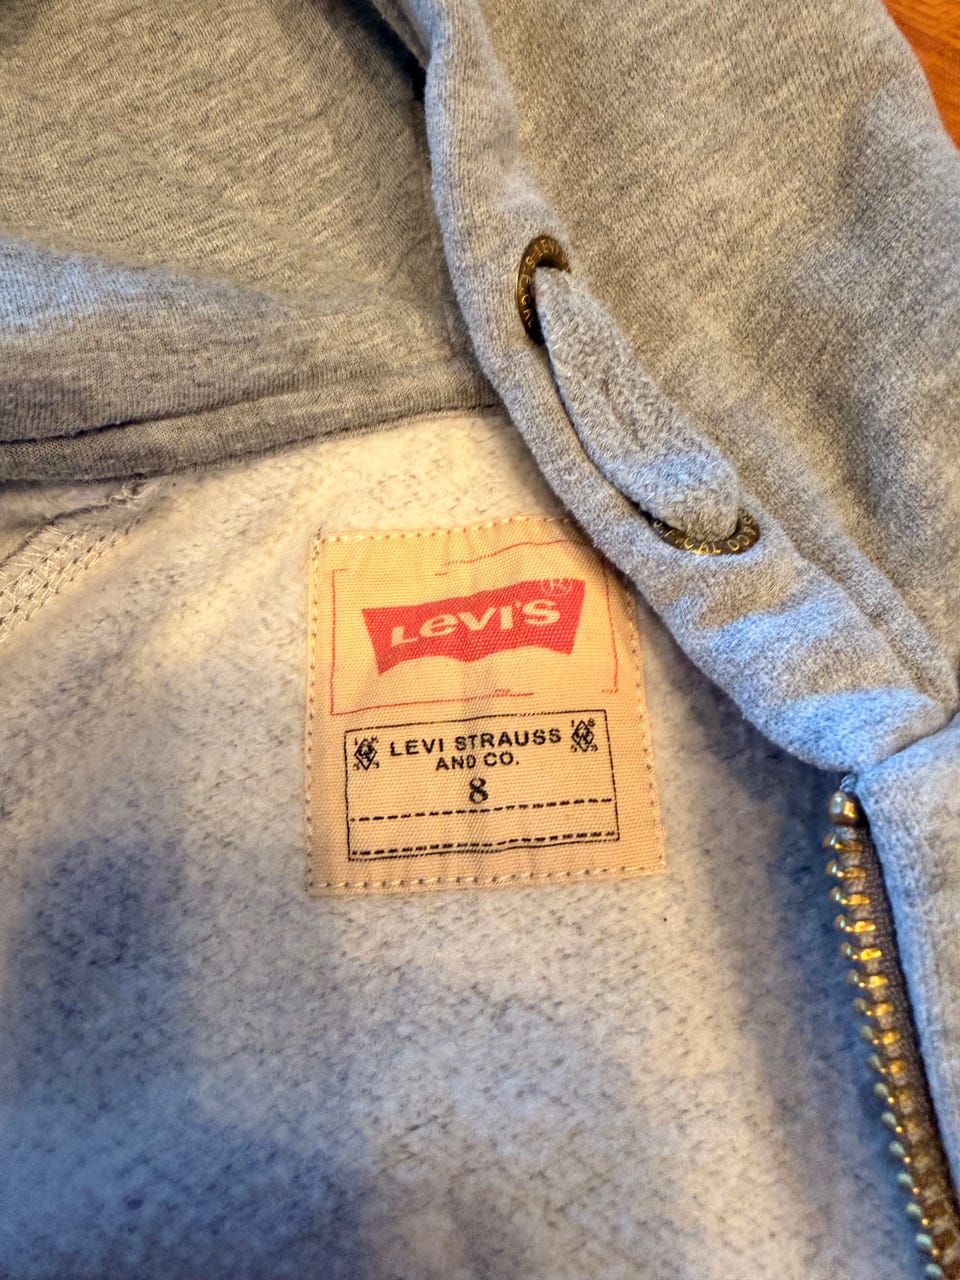 LEVI'S ®
LEVI STRAUSS
AND CO.
8